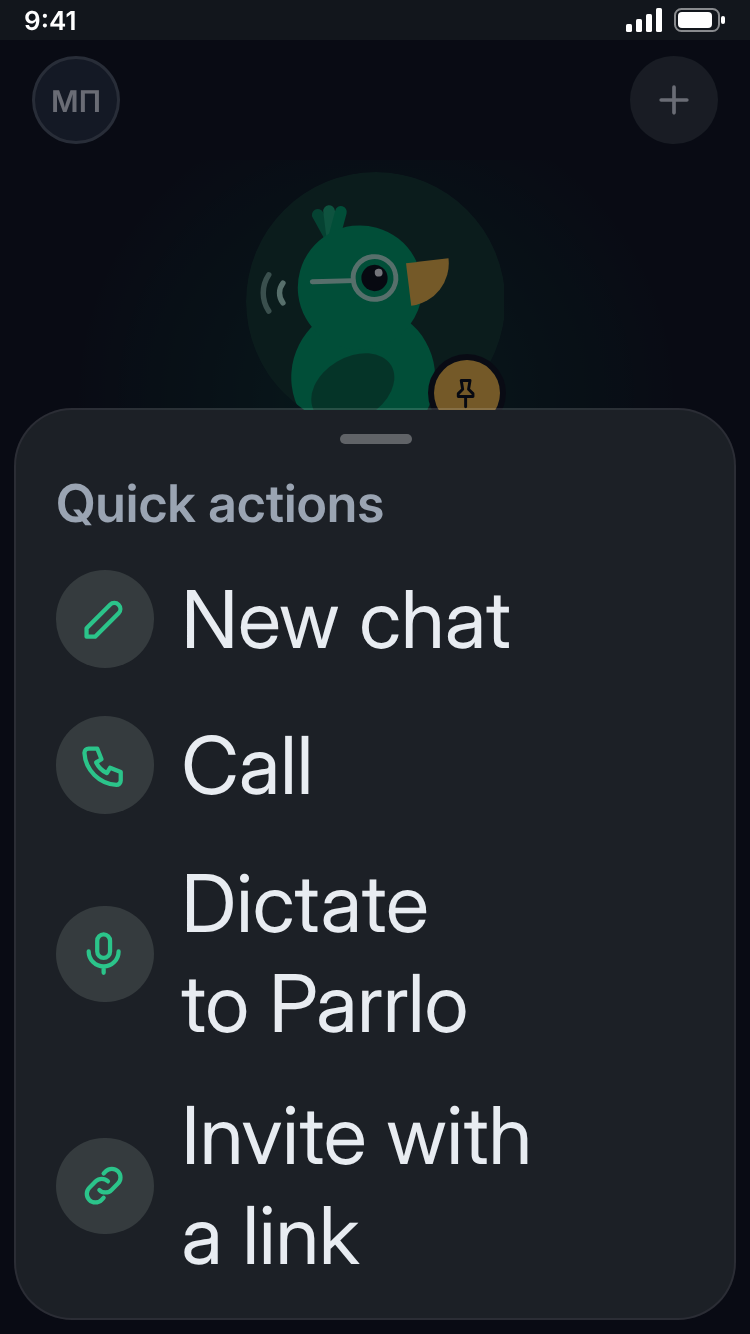 9:41
МП
Quick actions
New chat
Call
Dictate
to Parrlo
Invite with
a link